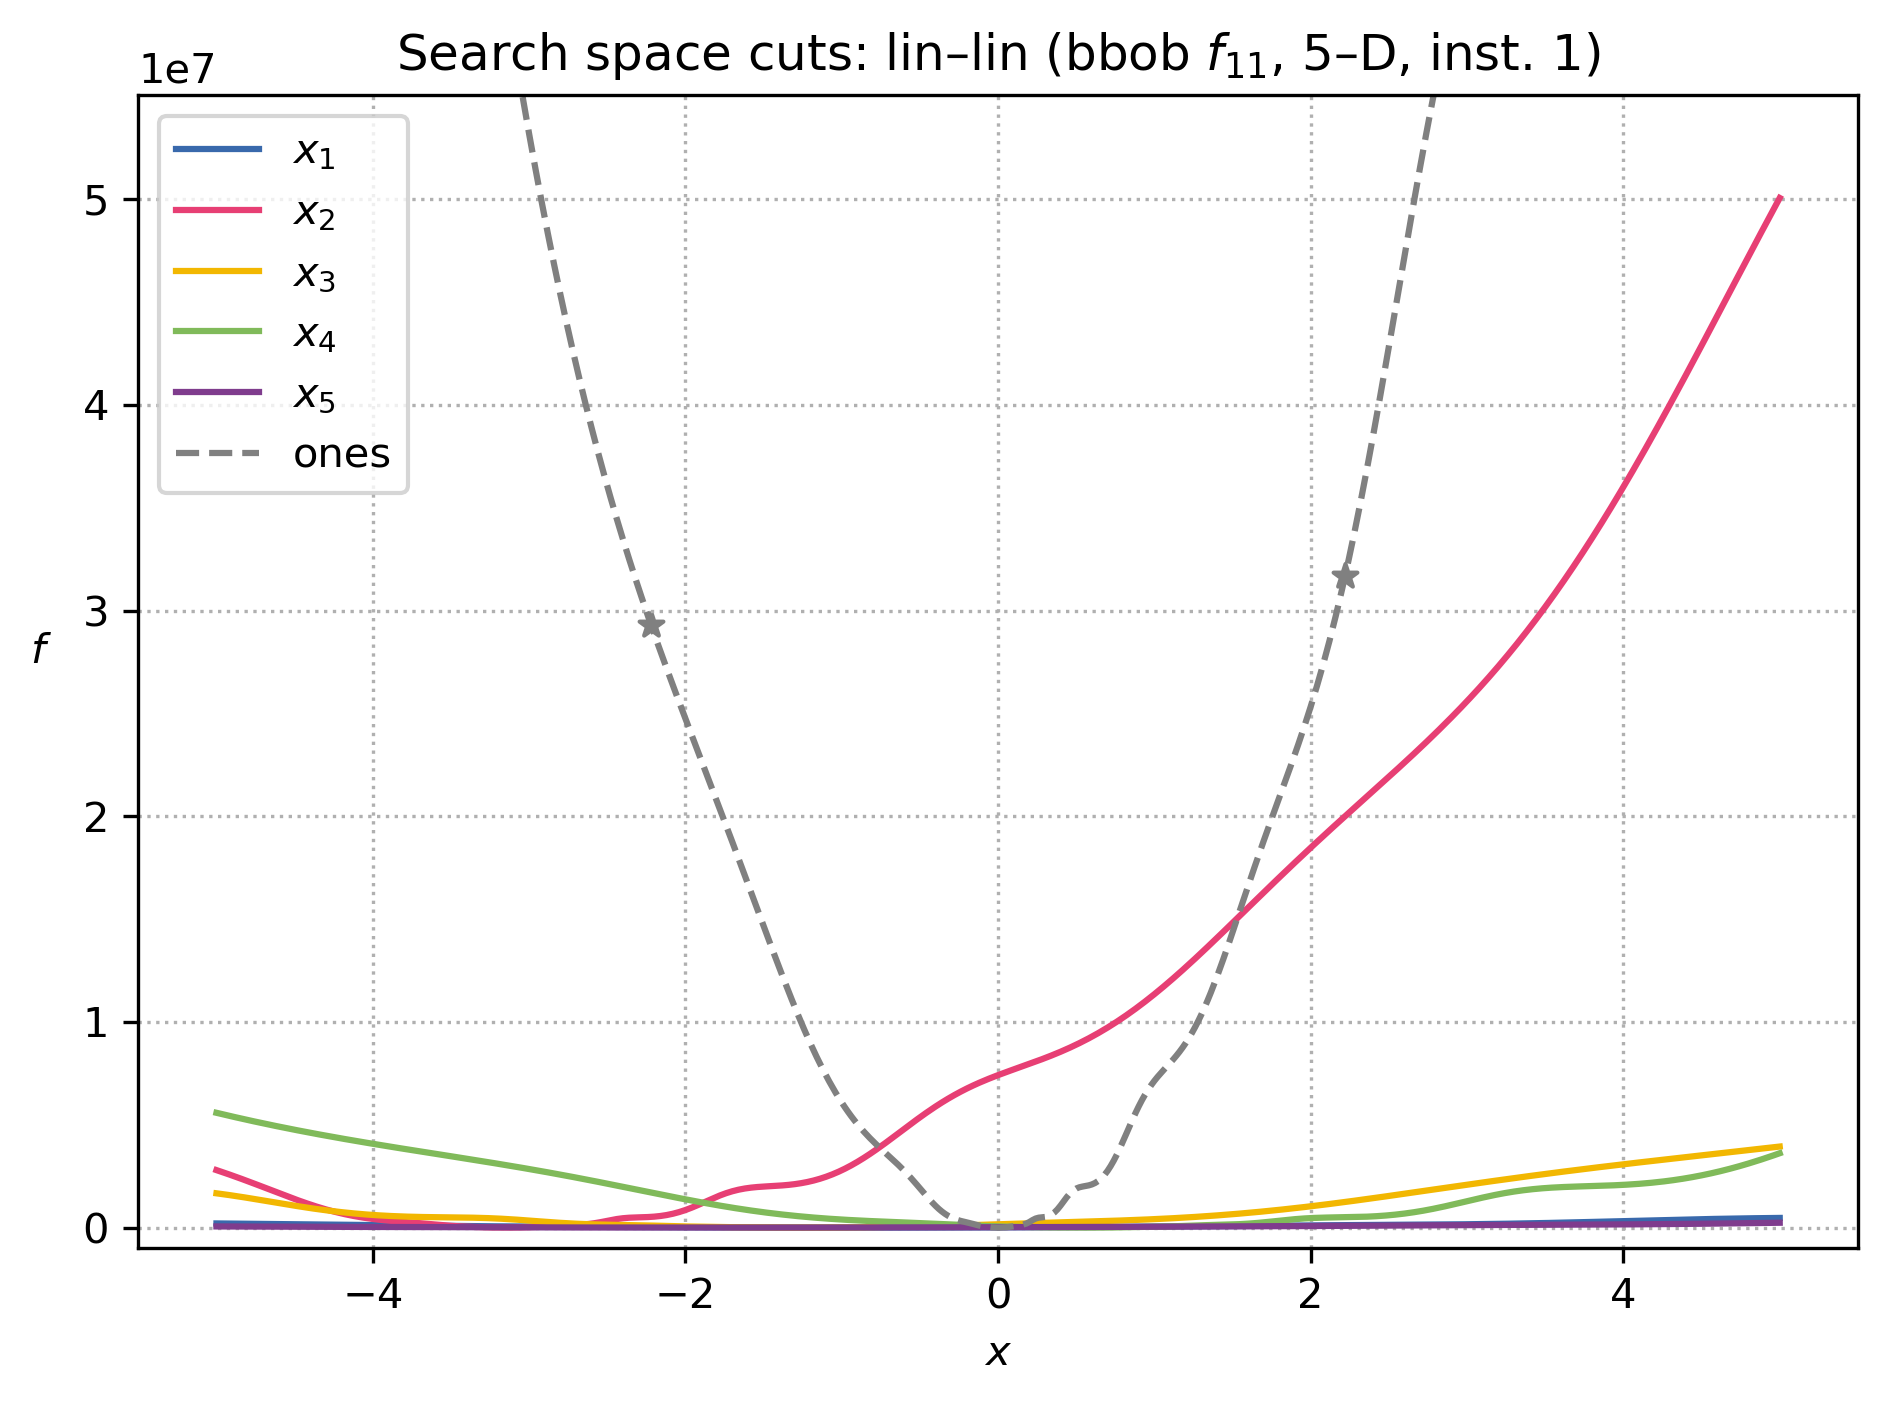 Search space cuts: lin–lin (bbob f₁₁, 5–D, inst. 1)
1e7
x₁
x₂
x₃
x₄
x₅
ones
5
4
3
2
1
0
f
−4
−2
0
2
4
x